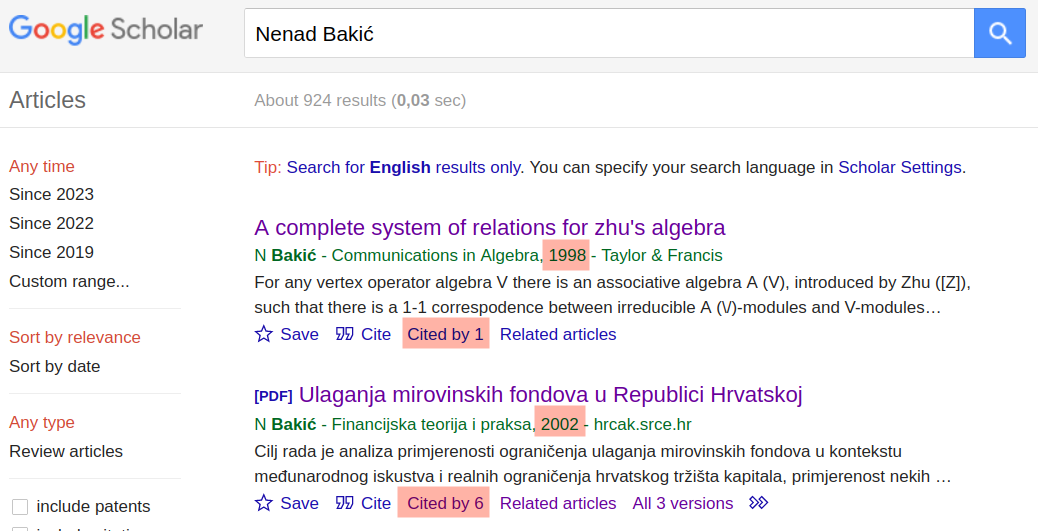 Google Scholar
Nenad Bakić
Articles
About 924 results (0,03 sec)
Any time
Since 2023
Since 2022
Since 2019
Custom range...
Sort by relevance
Sort by date
Any type
Review articles
include patents
Tip: Search for English results only. You can specify your search language in Scholar Settings.
A complete system of relations for zhu's algebra
N Bakić - Communications in Algebra, 1998 - Taylor & Francis
For any vertex operator algebra V there is an associative algebra A (V), introduced by Zhu ([Z]),
such that there is a 1-1 correspodence between irreducible A (\/)-modules and V-modules…
Save Cite Cited by 1 Related articles
[PDF] Ulaganja mirovinskih fondova u Republici Hrvatskoj
N Bakić - Financijska teorija i praksa, 2002 - hrcak.srce.hr
Cilj rada je analiza primjerenosti ograničenja ulaganja mirovinskih fondova u kontekstu
međunarodnog iskustva i realnih ograničenja hrvatskog tržišta kapitala, primjerenost nekih …
Save Cite Cited by 6 Related articles All 3 versions